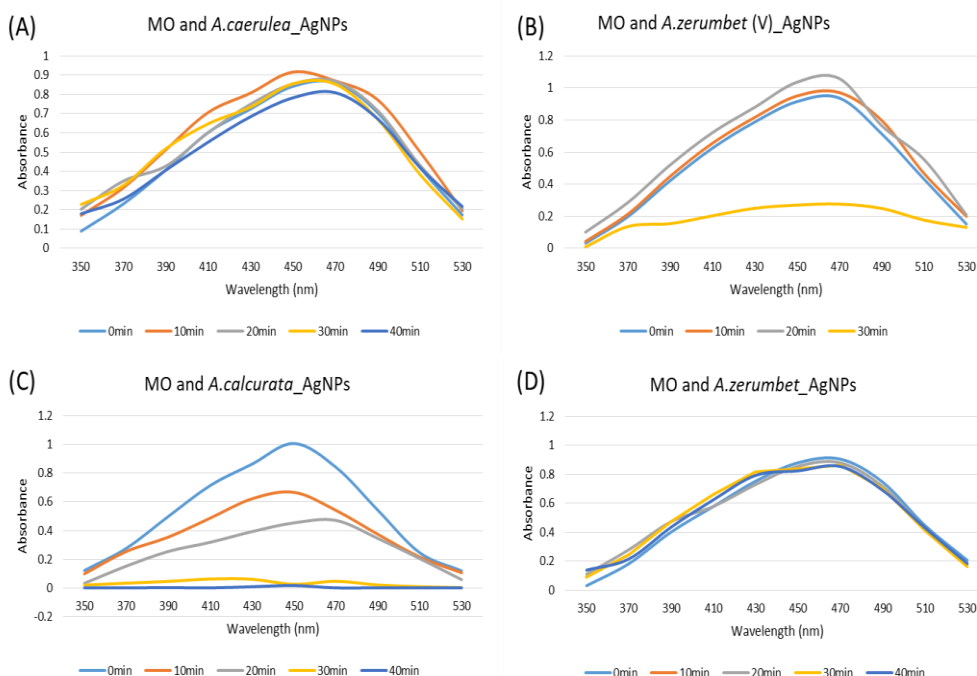 (A)
MO and A.caerulea_AgNPs
Absorbance
1
0.9
0.8
0.7
0.6
0.5
0.4
0.3
0.2
0.1
0
350 370 390 410 430 450 470 490 510 530
Wavelength (nm)
0min 10min 20min 30min 40min
(B)
MO and A.zerumbet (V)_AgNPs
Absorbance
1.2
1
0.8
0.6
0.4
0.2
0
350 370 390 410 430 450 470 490 510 530
Wavelength (nm)
0min 10min 20min 30min
(C)
MO and A.calcurata_AgNPs
Absorbance
1.2
1
0.8
0.6
0.4
0.2
0
-0.2
350 370 390 410 430 450 470 490 510 530
Wavelength (nm)
0min 10min 20min 30min 40min
(D)
MO and A.zerumbet_AgNPs
Absorbance
1.2
1
0.8
0.6
0.4
0.2
0
350 370 390 410 430 450 470 490 510 530
Wavelength (nm)
0min 10min 20min 30min 40min